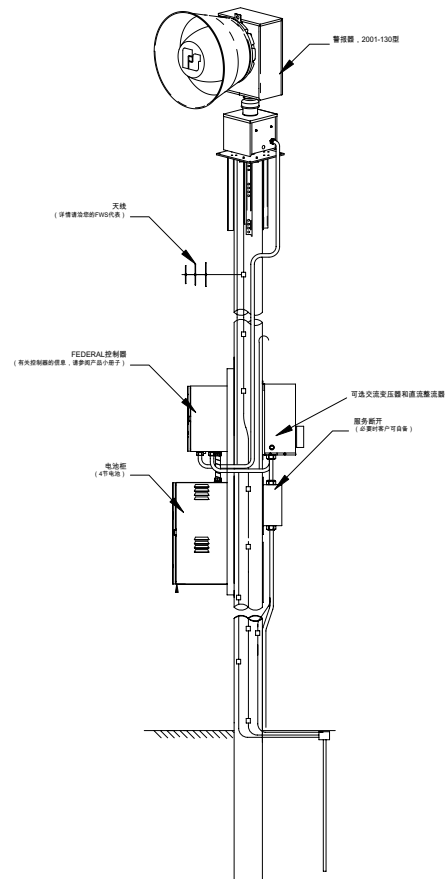 警报器，2001-130型
天线
（详情请洽您的FWS代表）
FEDERAL控制器
（有关控制器的信息，请参阅产品小册子）
可选交流变压器和直流整流器
服务断开
（必要时客户可自备）
电池柜
（4节电池）